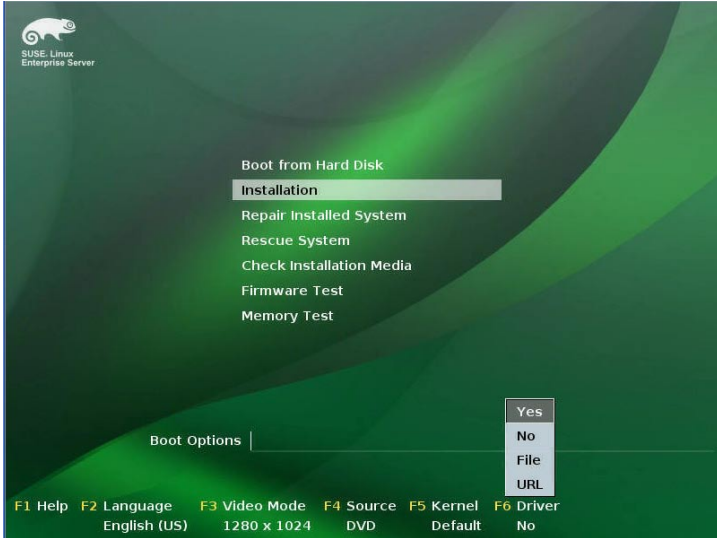 SUSE. Linux
Enterprise Server
Boot from Hard Disk
Installation
Repair Installed System
Rescue System
Check Installation Media
Firmware Test
Memory Test
Boot Options
Yes
No
File
URL
F1 Help F2 Language F3 Video Mode F4 Source F5 Kernel F6 Driver
English (US) 1280 x 1024 DVD Default No